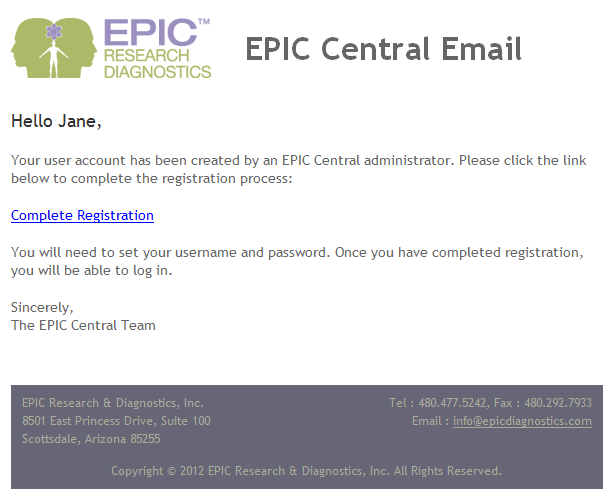 EPIC™
RESEARCH
DIAGNOSTICS
EPIC Central Email
Hello Jane,
Your user account has been created by an EPIC Central administrator. Please click the link
below to complete the registration process:
Complete Registration
You will need to set your username and password. Once you have completed registration,
you will be able to log in.
Sincerely,
The EPIC Central Team
EPIC Research & Diagnostics, Inc.
Tel : 480.477.5242, Fax : 480.292.7933
8501 East Princess Drive, Suite 100
Email : info@epicdiagnostics.com
Scottsdale, Arizona 85255
Copyright © 2012 EPIC Research & Diagnostics, Inc. All Rights Reserved.